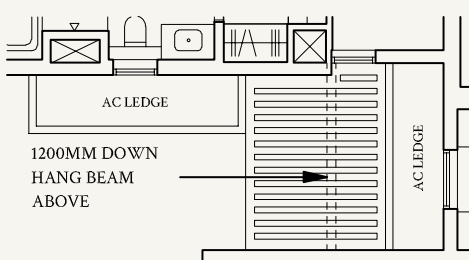 AC LEDGE
1200MM DOWN
HANG BEAM
ABOVE
AC LEDGE